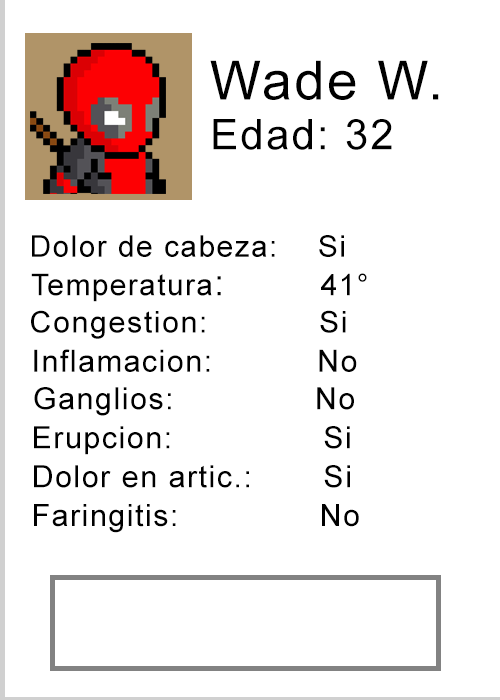 Wade W.
Edad: 32
Dolor de cabeza: Si
Temperatura: 41°
Congestion: Si
Inflamacion: No
Ganglios: No
Erupcion: Si
Dolor en artic.: Si
Faringitis: No